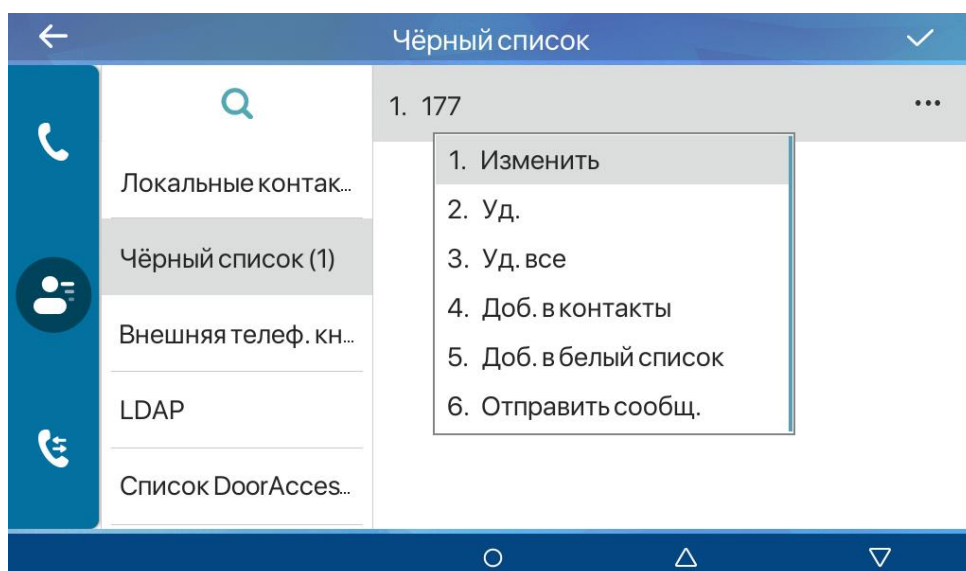 Чёрный список
Локальные контак...
Чёрный список (1)
Внешняя телеф. кн...
LDAP
Список DoorAcces...
1. 177
1. Изменить
2. Уд.
3. Уд. все
4. Доб. в контакты
5. Доб. в белый список
6. Отправить сообщ.